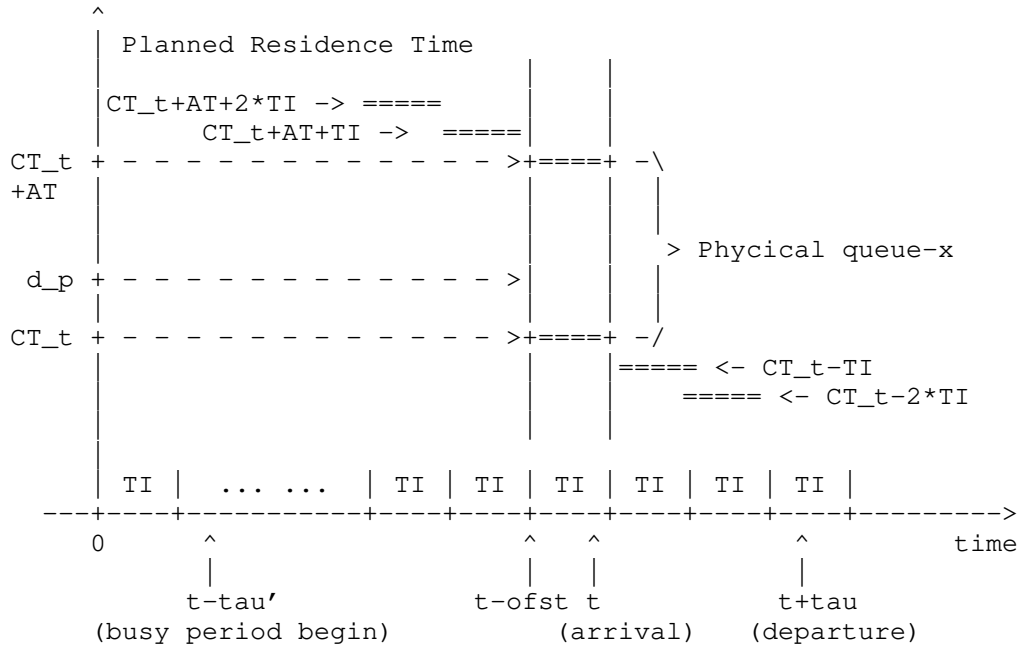 ^
| Planned Residence Time
|                          |    |
|CT_t+AT+2*TI -> =====     |    |
|     CT_t+AT+TI ->  =====|    |
CT_t + - - - - - - - - - - - - - >+====+ -\
+AT  |                          |    |  |
|                          |    |  |
|                          |    |   > Phycical queue-x
d_p + - - - - - - - - - - - - - >|    |  |
|                          |    |  |
CT_t + - - - - - - - - - - - - - >+====+ -/
|                          |    |===== <- CT_t-TI
|                          |    |    ===== <- CT_t-2*TI
|                          |    |
|
| TI |  ... ...  | TI | TI | TI | TI | TI | TI |
---+----+-----------+----+----+----+----+----+----+---------->
0      ^                   ^   ^            ^         time
|                   |   |            |
t-tau'              t-ofst t           t+tau
(busy period begin)          (arrival)   (departure)